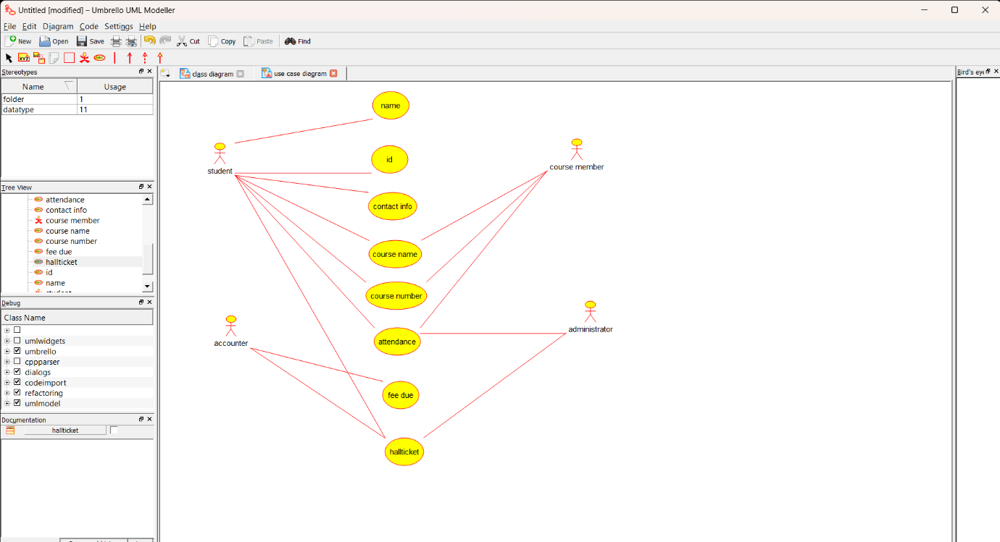 Untitled [modified] – Umbrello UML Modeller
File Edit Diagram Code Settings Help
New Open Save Cut Copy Paste Find
Stereotypes
Name Usage
folder 1
datatype 11
Tree View
attendance
contact info
course member
course name
course number
fee due
hallticket
id
name
student
Debug
Class Name
umlwidgets
umbrello
cppparser
dialogs
codeimport
refactoring
umlmodel
Documentation
hallticket
class diagram use case diagram
name
student
id
course member
contact info
course name
course number
accounter
attendance
administrator
fee due
hallticket
Bird's eye